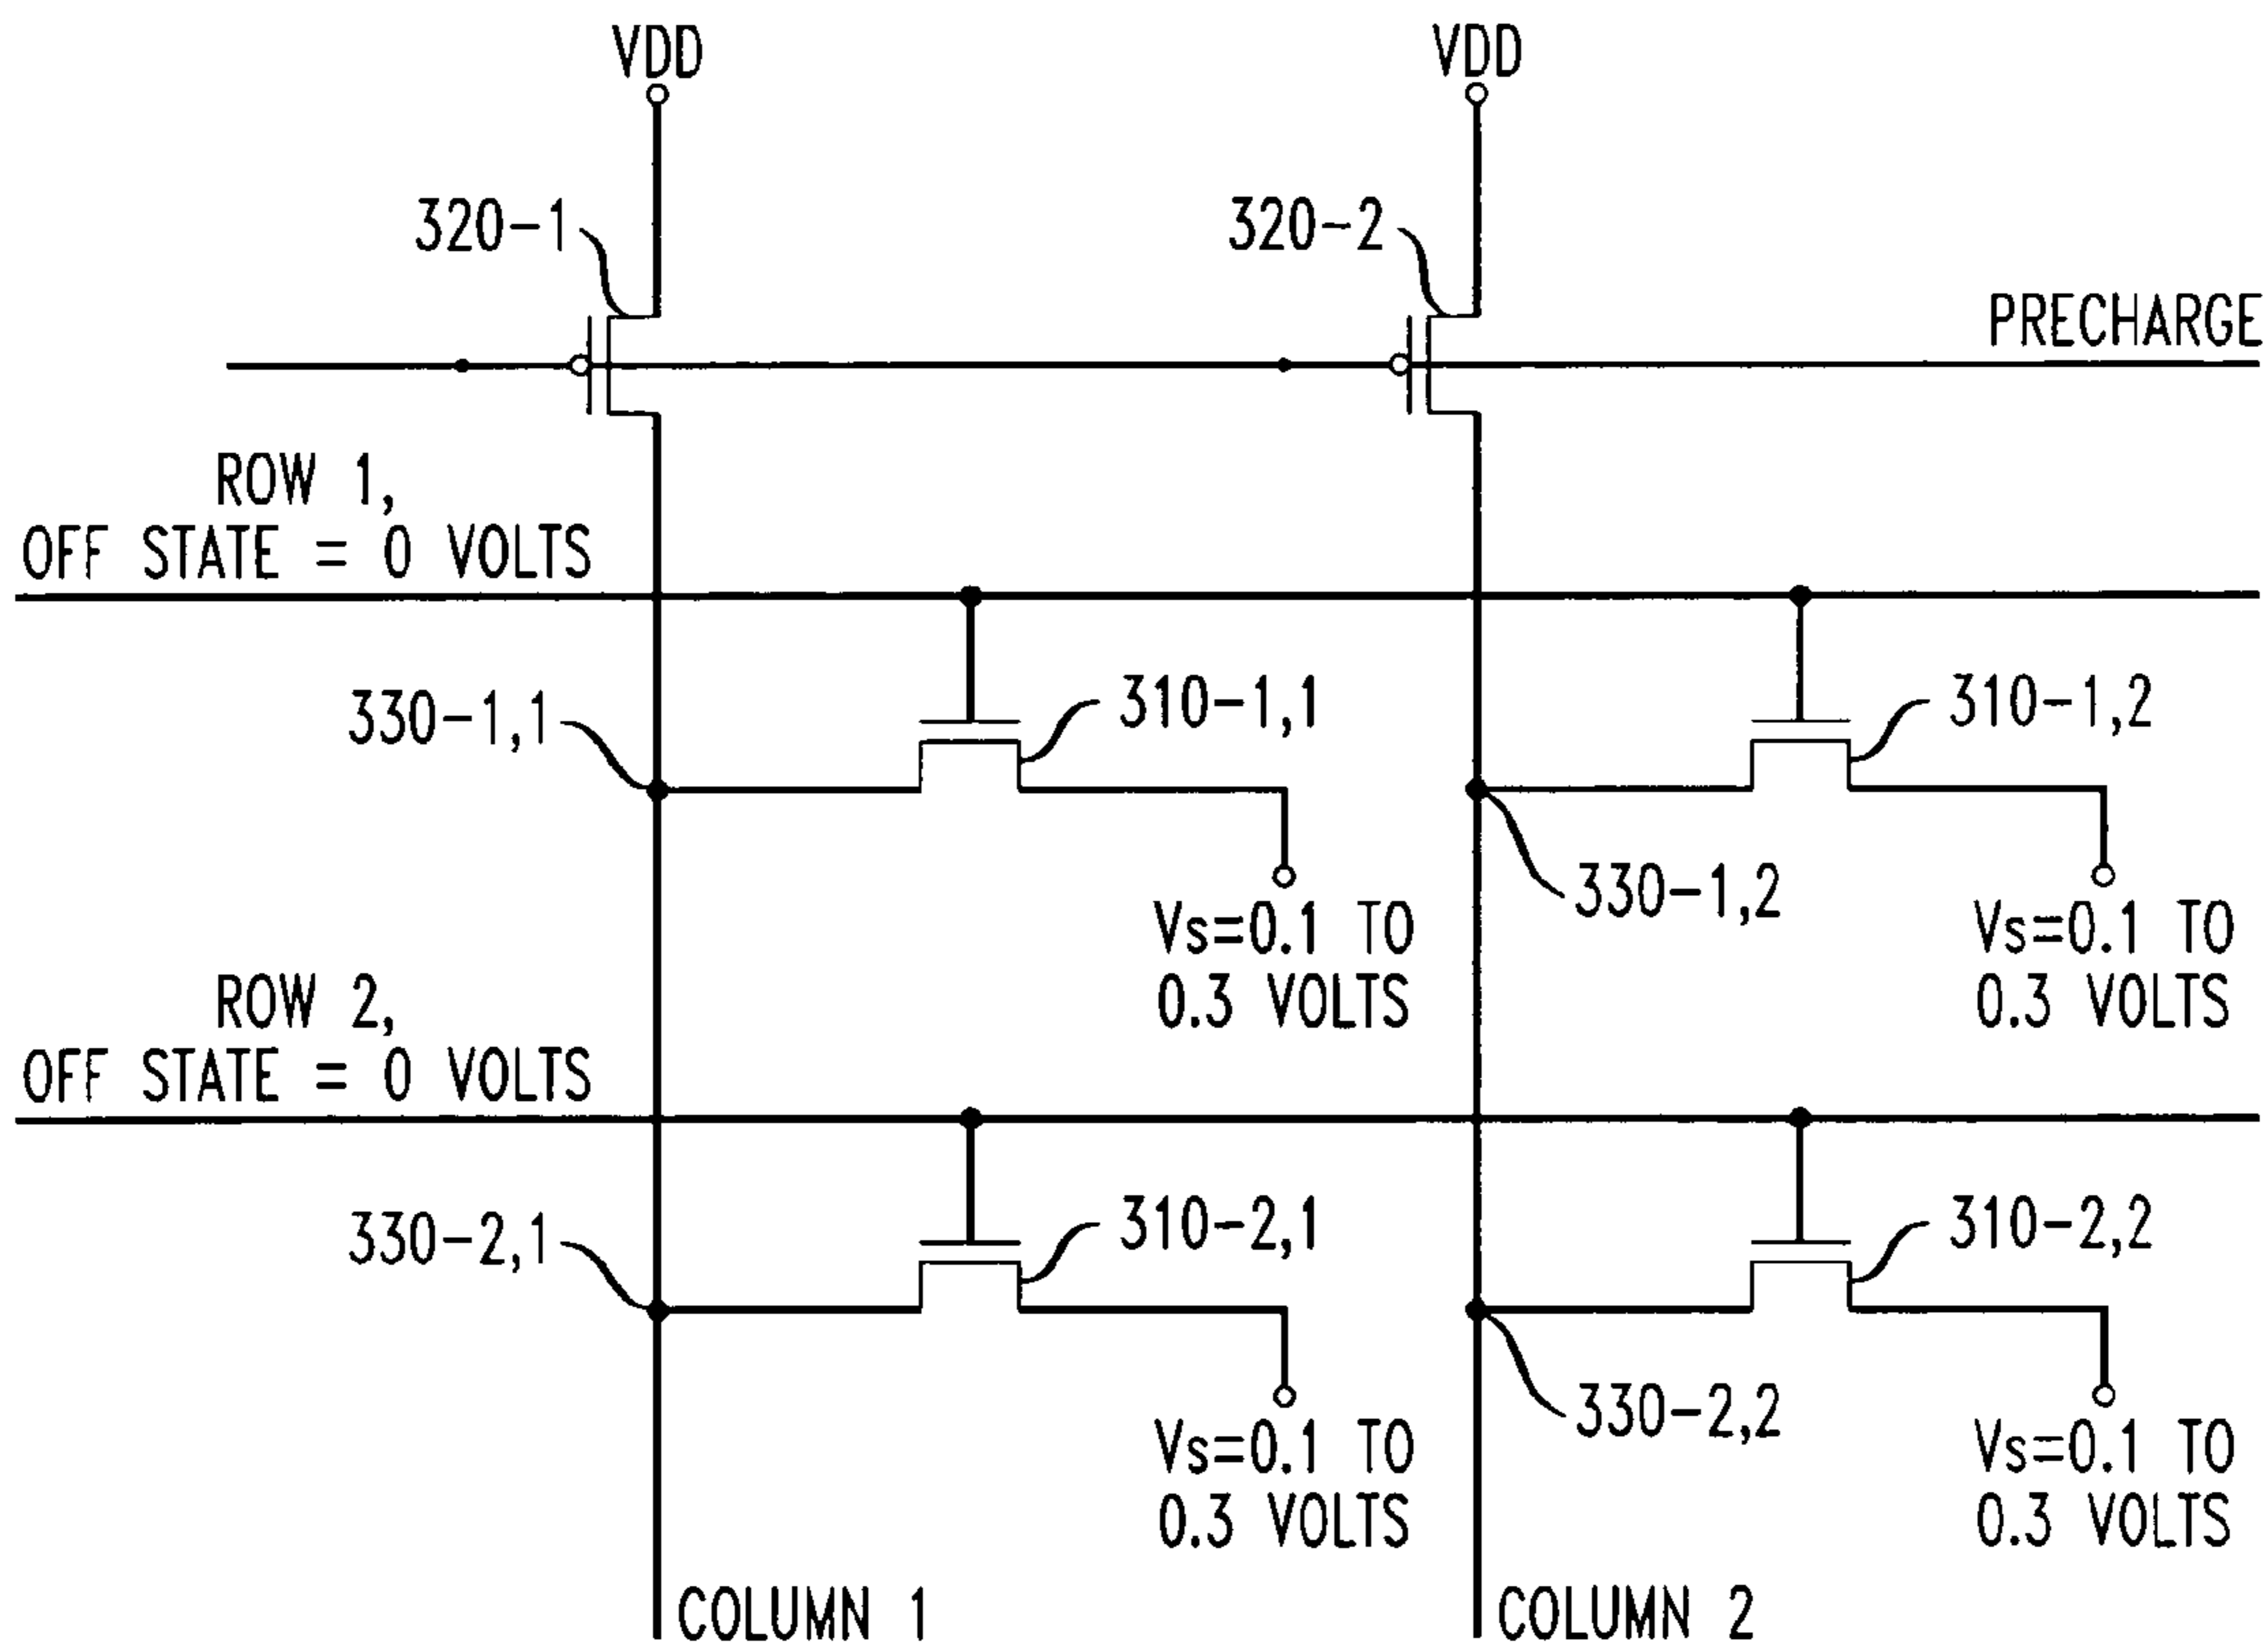 VDD
VDD
320-1
320-2
PRECHARGE
ROW 1,
OFF STATE = 0 VOLTS
330-1,1
310-1,1
310-1,2
330-1,2
Vs=0.1 TO
0.3 VOLTS
Vs=0.1 TO
0.3 VOLTS
ROW 2,
OFF STATE = 0 VOLTS
330-2,1
310-2,1
310-2,2
330-2,2
Vs=0.1 TO
0.3 VOLTS
Vs=0.1 TO
0.3 VOLTS
COLUMN 1
COLUMN 2